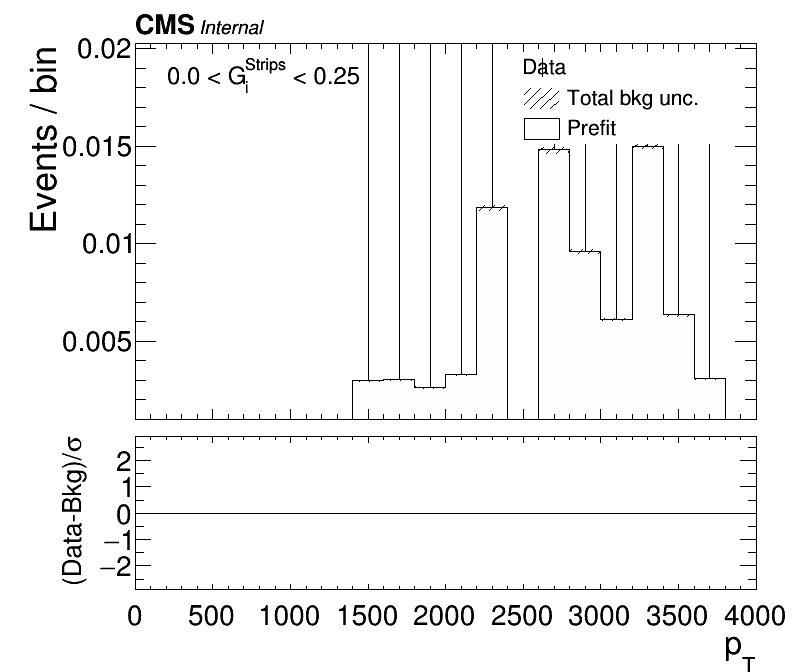 CMS Internal
0.0 < G_i^Strips < 0.25
Data
Total bkg unc.
Prefit
Events / bin
0.02
0.015
0.01
0.005
(Data-Bkg)/σ
2
1
0
−1
−2
0 500 1000 1500 2000 2500 3000 3500 4000
p_T